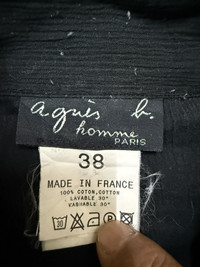 agnès b.
homme
PARIS
38
MADE IN FRANCE
100% COTON,COTTON
LAVABLE 30°
WASHABLE 30°